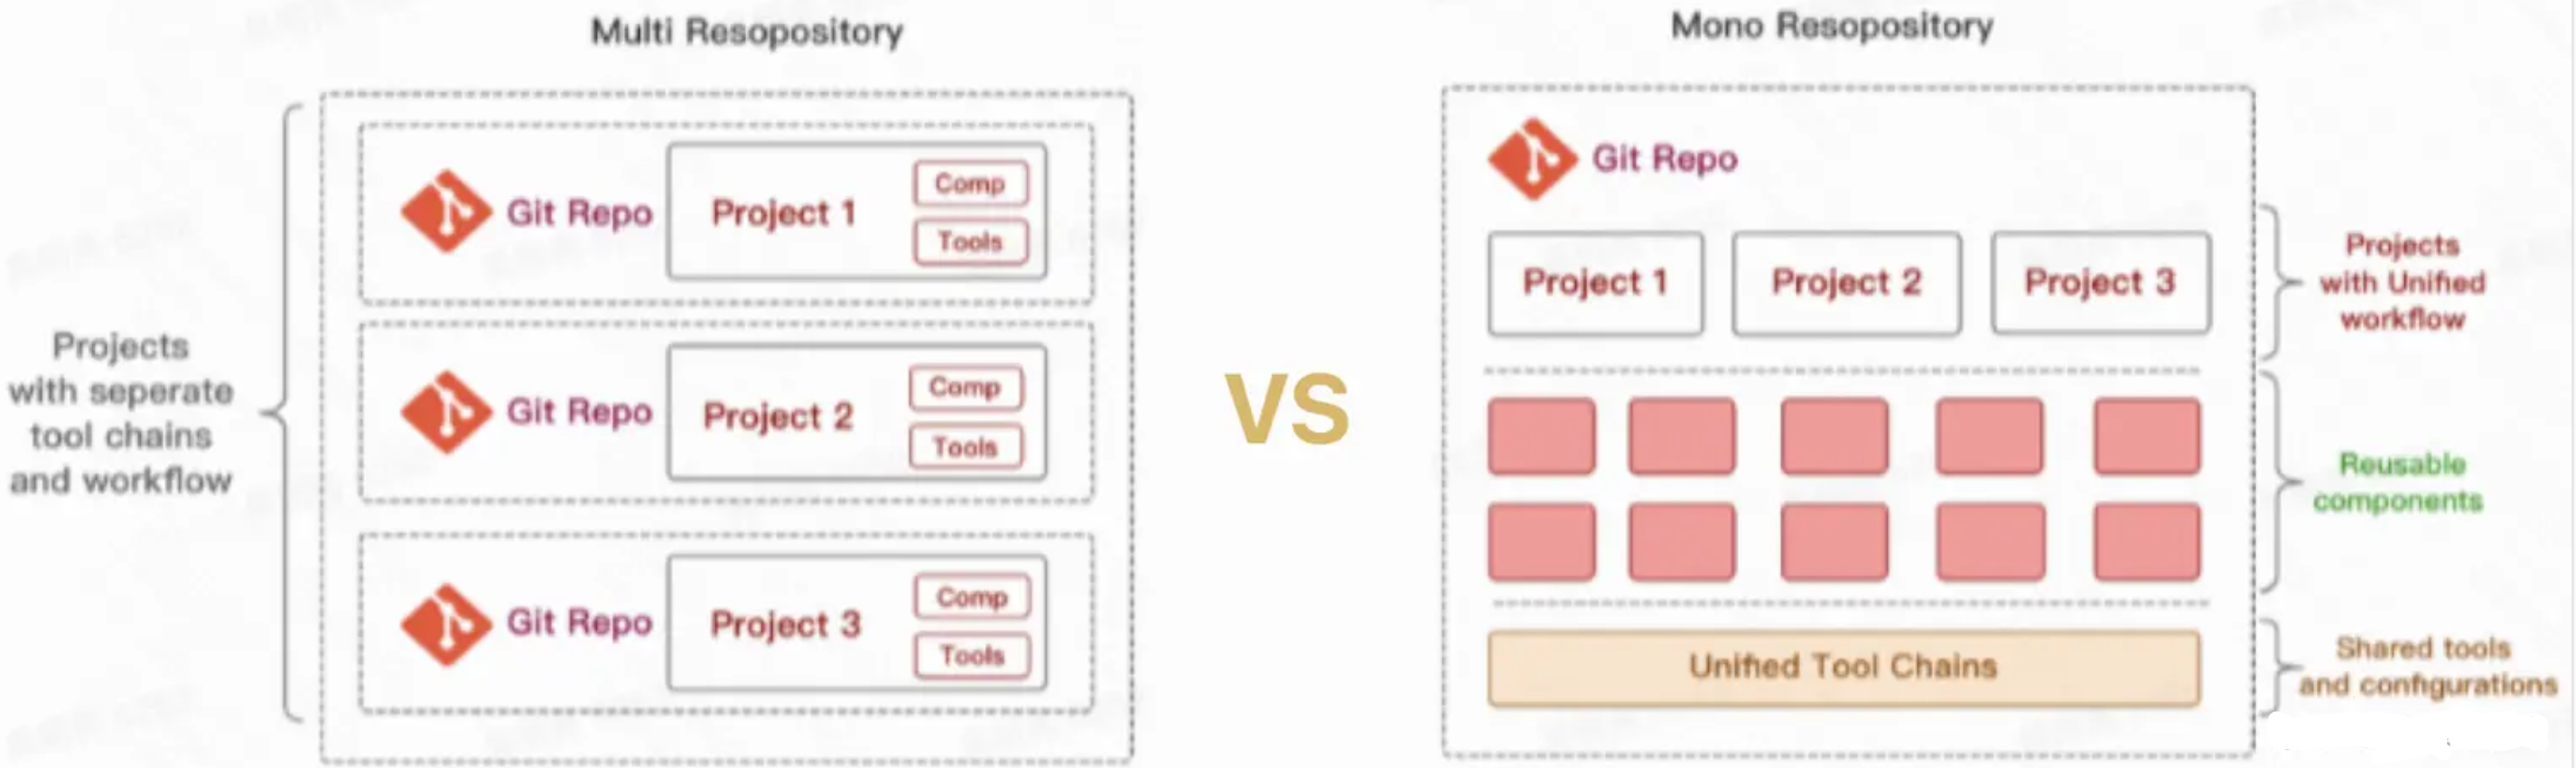 Multi Resopository
Projects
with seperate
tool chains
and workflow
Git Repo
Project 1
Comp
Tools
Git Repo
Project 2
Comp
Tools
Git Repo
Project 3
Comp
Tools
VS
Mono Resopository
Git Repo
Project 1
Project 2
Project 3
Projects
with Unified
workflow
Reusable
components
Unified Tool Chains
Shared tools
and configurations